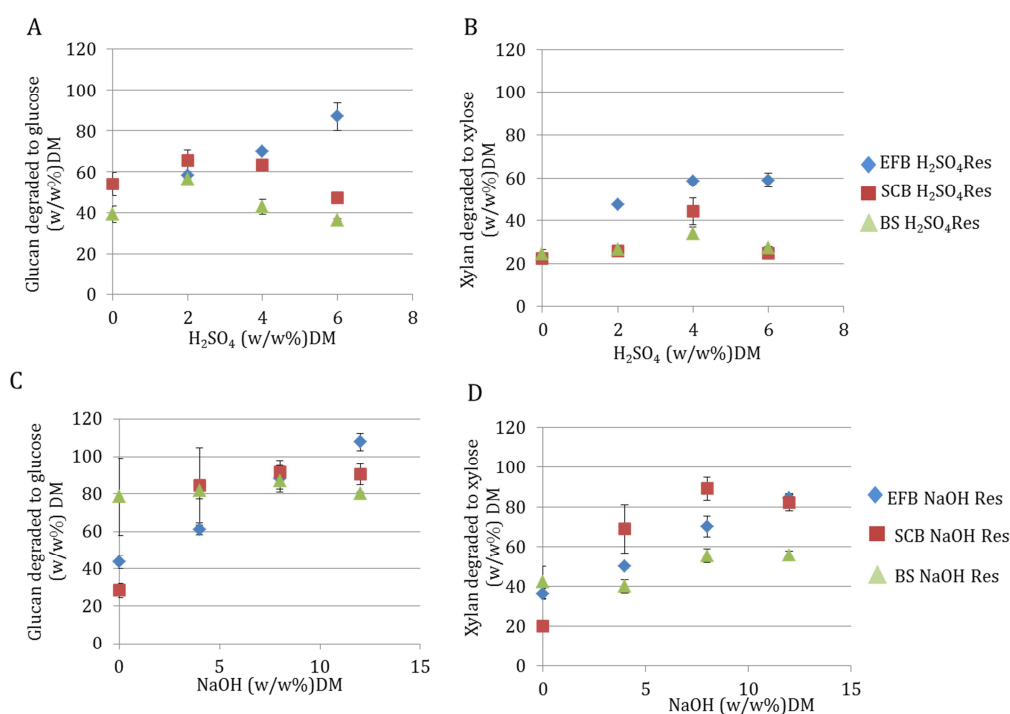 A
Glucan degraded to glucose
(w/w%)DM
120
100
80
60
40
20
0
0 2 4 6 8
H₂SO₄ (w/w%)DM
B
Xylan degraded to xylose
(w/w%)DM
120
100
80
60
40
20
0
0 2 4 6 8
H₂SO₄ (w/w%)DM
EFB H₂SO₄Res
SCB H₂SO₄Res
BS H₂SO₄Res
C
Glucan degraded to glucose
(w/w%)DM
120
100
80
60
40
20
0
0 5 10 15
NaOH (w/w%)DM
D
Xylan degraded to xylose
(w/w%) DM
120
100
80
60
40
20
0
0 5 10 15
NaOH (w/w%)DM
EFB NaOH Res
SCB NaOH Res
BS NaOH Res